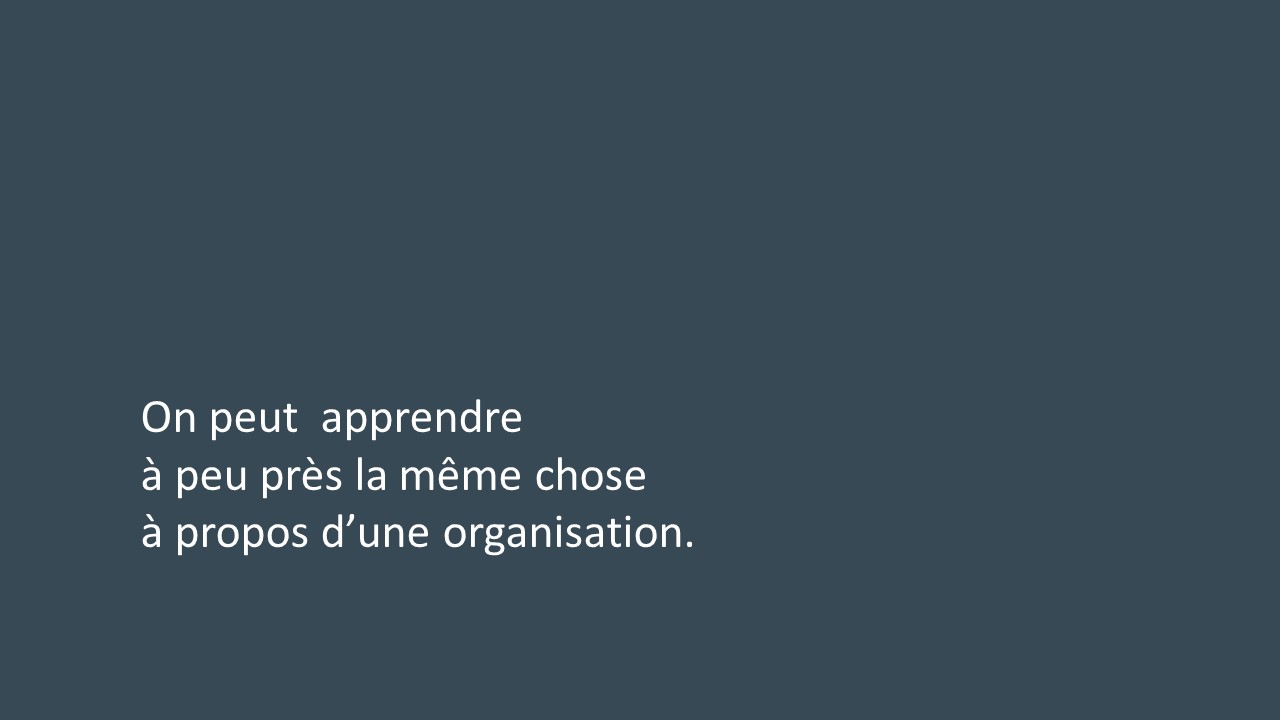 On peut  apprendre
à peu près la même chose
à propos d’une organisation.